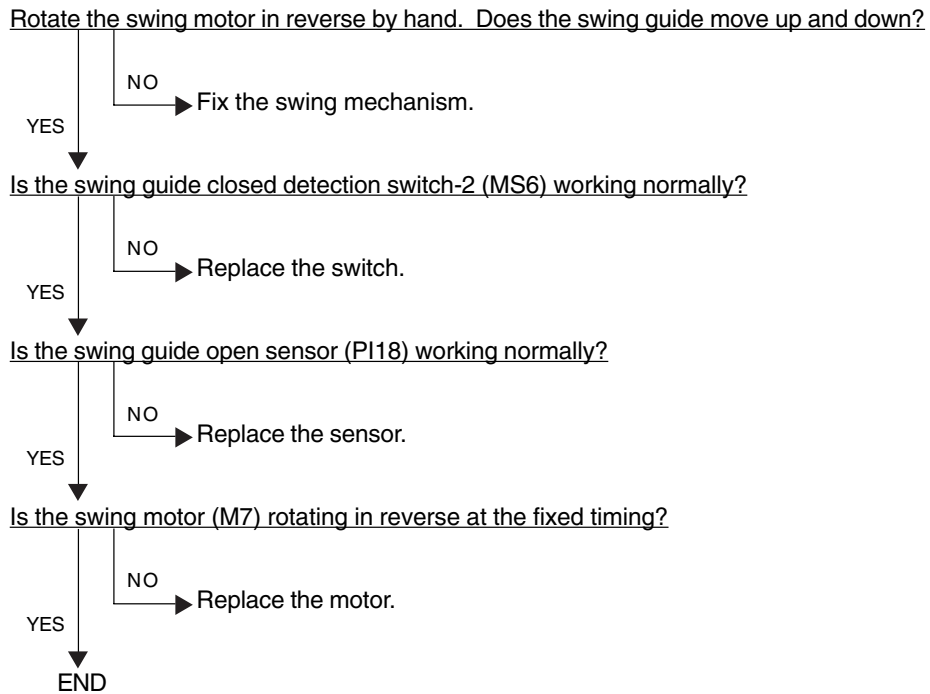 Rotate the swing motor in reverse by hand.  Does the swing guide move up and down?
NO
Fix the swing mechanism.
YES
Is the swing guide closed detection switch-2 (MS6) working normally?
NO
Replace the switch.
YES
Is the swing guide open sensor (PI18) working normally?
NO
Replace the sensor.
YES
Is the swing motor (M7) rotating in reverse at the fixed timing?
NO
Replace the motor.
YES
END